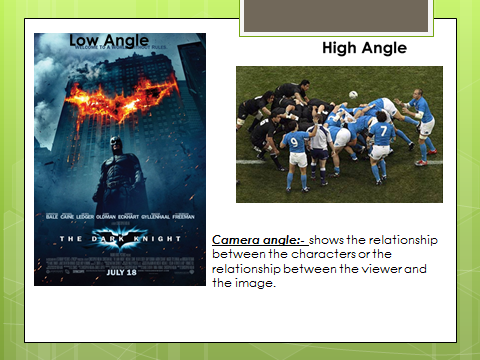 Low Angle
WELCOME TO A WORLD WITHOUT RULES.
BALE CAINE LEDGER OLDMAN ECKHART GYLLENHAAL FREEMAN
THE DARK KNIGHT
JULY 18
High Angle
9
7
Camera angle:- shows the relationship
between the characters or the
relationship between the viewer and
the image.